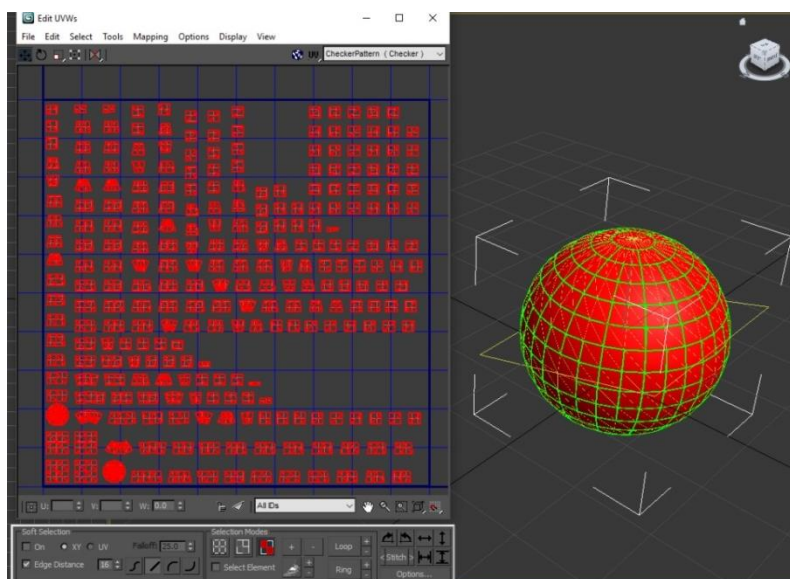 Edit UVWs
File Edit Select Tools Mapping Options Display View
UV CheckerPattern ( Checker )
U: V: W: 0.0 All IDs
Soft Selection
On XY UV Falloff: 25.0
Edge Distance 16
Selection Modes
+ - Loop + -
Select Element + - Ring + -
Stitch
Options...